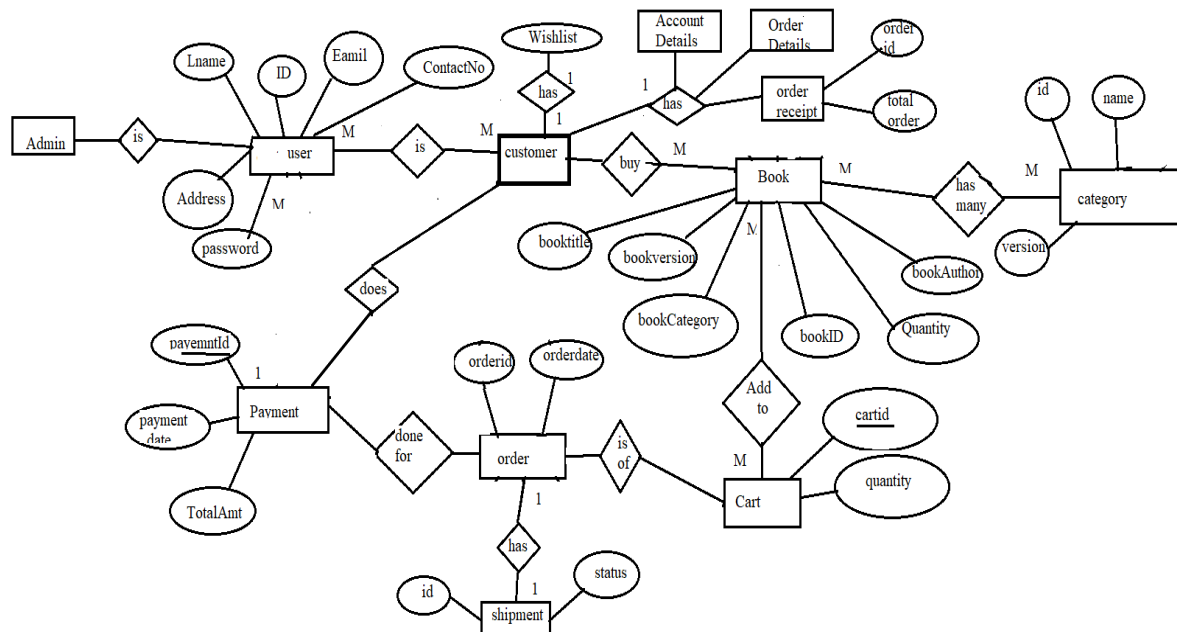 Wishlist
Account
Details
Order
Details
order
id
Lname
ID
Eamil
ContactNo
1
has
1
1
has
order
receipt
total
order
id
name
Admin
is
user
M
is
M
customer
buy
M
Book
M
has
many
M
category
Address
M
password
booktitle
bookversion
M
bookAuthor
version
does
bookCategory
bookID
Quantity
payemntId
orderid
orderdate
1
Payment
payment
date
Add
to
cartid
done
for
order
is
of
M
Cart
quantity
TotalAmt
1
has
id
1
status
shipment